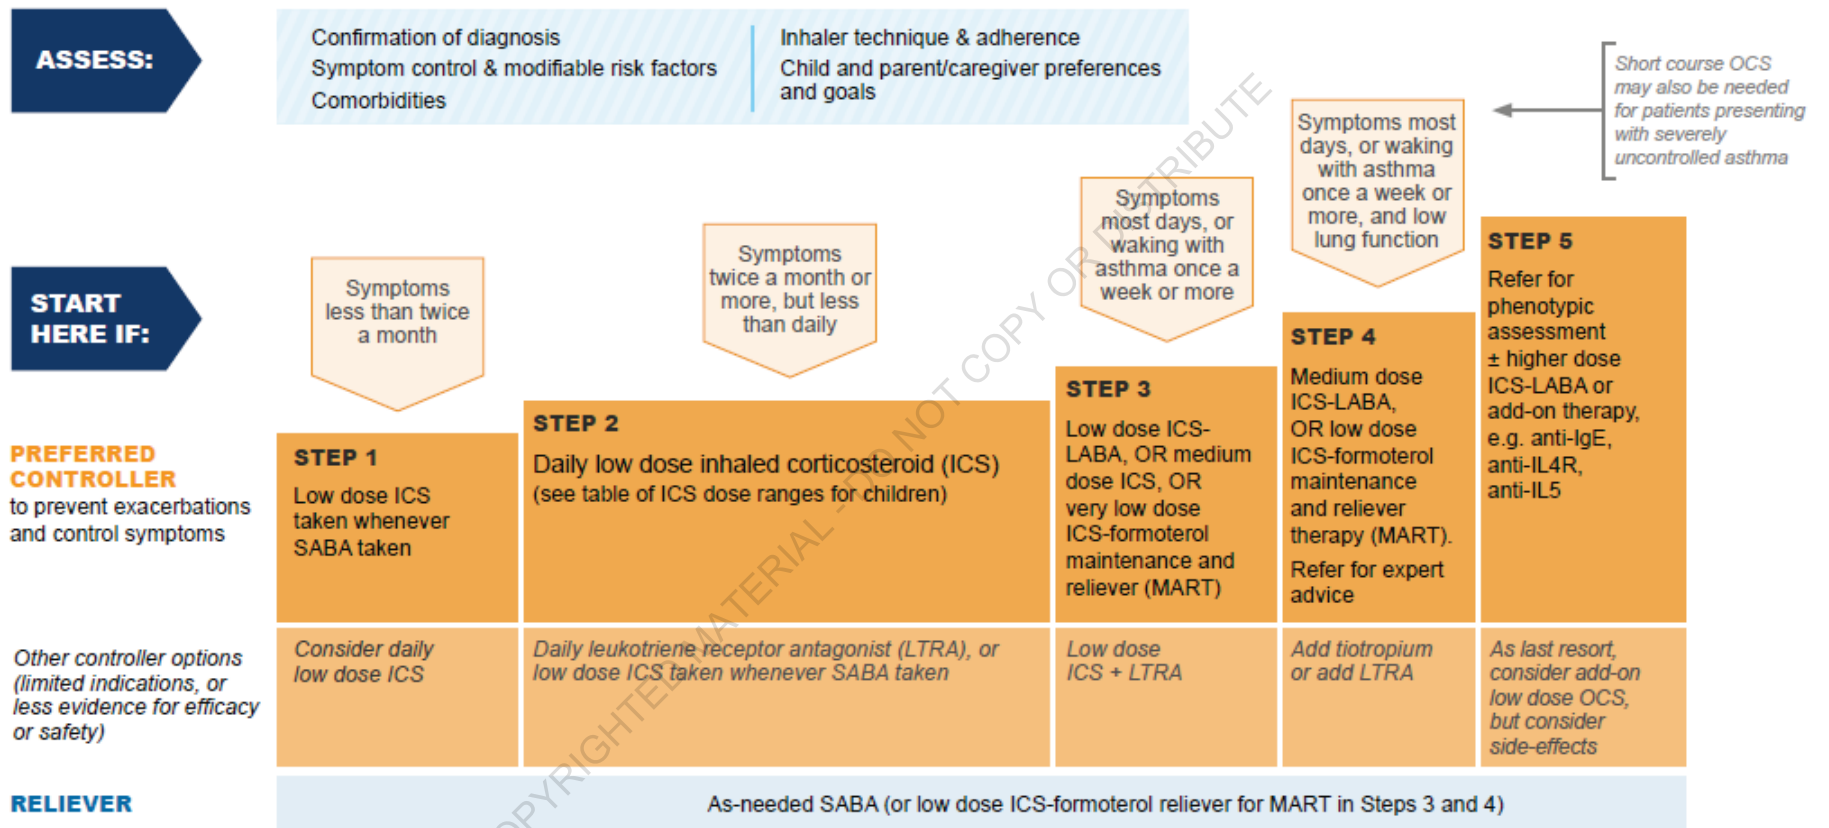 ASSESS:
Confirmation of diagnosis
Symptom control & modifiable risk factors
Comorbidities
Inhaler technique & adherence
Child and parent/caregiver preferences
and goals
Short course OCS
may also be needed
for patients presenting
with severely
uncontrolled asthma
START
HERE IF:
Symptoms
less than twice
a month
Symptoms
twice a month or
more, but less
than daily
Symptoms
most days, or
waking with
asthma once a
week or more
Symptoms most
days, or waking
with asthma
once a week or
more, and low
lung function
PREFERRED
CONTROLLER
to prevent exacerbations
and control symptoms
STEP 1
Low dose ICS
taken whenever
SABA taken
STEP 2
Daily low dose inhaled corticosteroid (ICS)
(see table of ICS dose ranges for children)
STEP 3
Low dose ICS-
LABA, OR medium
dose ICS, OR
very low dose
ICS-formoterol
maintenance and
reliever (MART)
STEP 4
Medium dose
ICS-LABA,
OR low dose
ICS-formoterol
maintenance
and reliever
therapy (MART).
Refer for expert
advice
STEP 5
Refer for
phenotypic
assessment
± higher dose
ICS-LABA or
add-on therapy,
e.g. anti-IgE,
anti-IL4R,
anti-IL5
Other controller options
(limited indications, or
less evidence for efficacy
or safety)
Consider daily
low dose ICS
Daily leukotriene receptor antagonist (LTRA), or
low dose ICS taken whenever SABA taken
Low dose
ICS + LTRA
Add tiotropium
or add LTRA
As last resort,
consider add-on
low dose OCS,
but consider
side-effects
RELIEVER
As-needed SABA (or low dose ICS-formoterol reliever for MART in Steps 3 and 4)
COPYRIGHTED MATERIAL - DO NOT COPY OR DISTRIBUTE